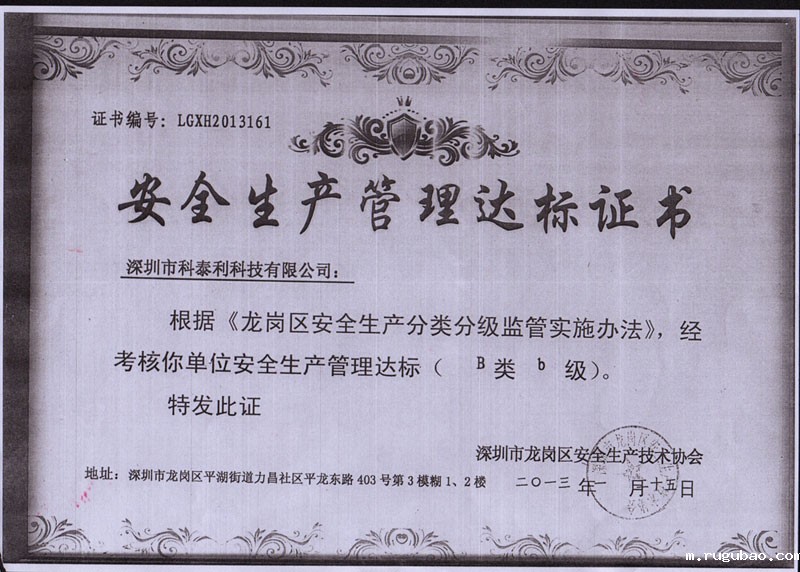 证书编号：LGXH2013161
安全生产管理达标证书
深圳市科泰利科技有限公司：
根据《龙岗区安全生产分类分级监管实施办法》，经
考核你单位安全生产管理达标（ B类 b 级）。
特发此证
深圳市龙岗区安全生产技术协会
地址：深圳市龙岗区平湖街道力昌社区平龙东路 403 号第 3 模糊 1、2 楼
二〇一三 年 一 月 十五 日
m.rugubao.com